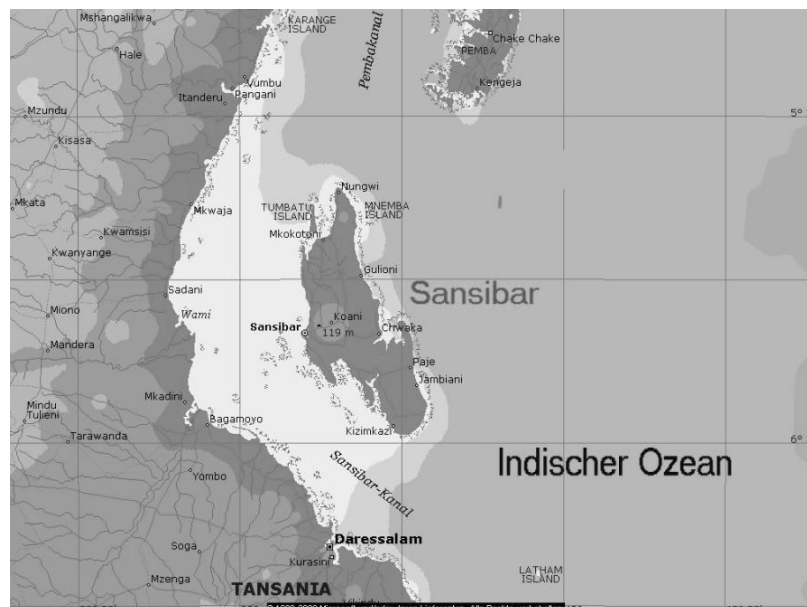 Mshangalikwa
KARANGE
ISLAND
Pembakanal
Chake Chake
PEMBA
Hale
Kengeja
Vumbu
Pangani
Itanderu
Mzundu
5°
Kisasa
Nungwi
Mkata
Mkwaja
TUMBATU
ISLAND
MNEMBA
ISLAND
Kwamsisi
Mkokotoni
Kwanyange
Gulioni
Sadani
Sansibar
Miono
Wami
Koani
Sansibar
119 m
Chwaka
Mandera
Paje
Jambiani
Mkadini
Mindu
Tulieni
Bagamoyo
Kizimkazi
Tarawanda
6°
Indischer Ozean
Yombo
Sansibar-Kanal
Daressalam
Soga
Kurasini
LATHAM
ISLAND
Mzenga
TANSANIA